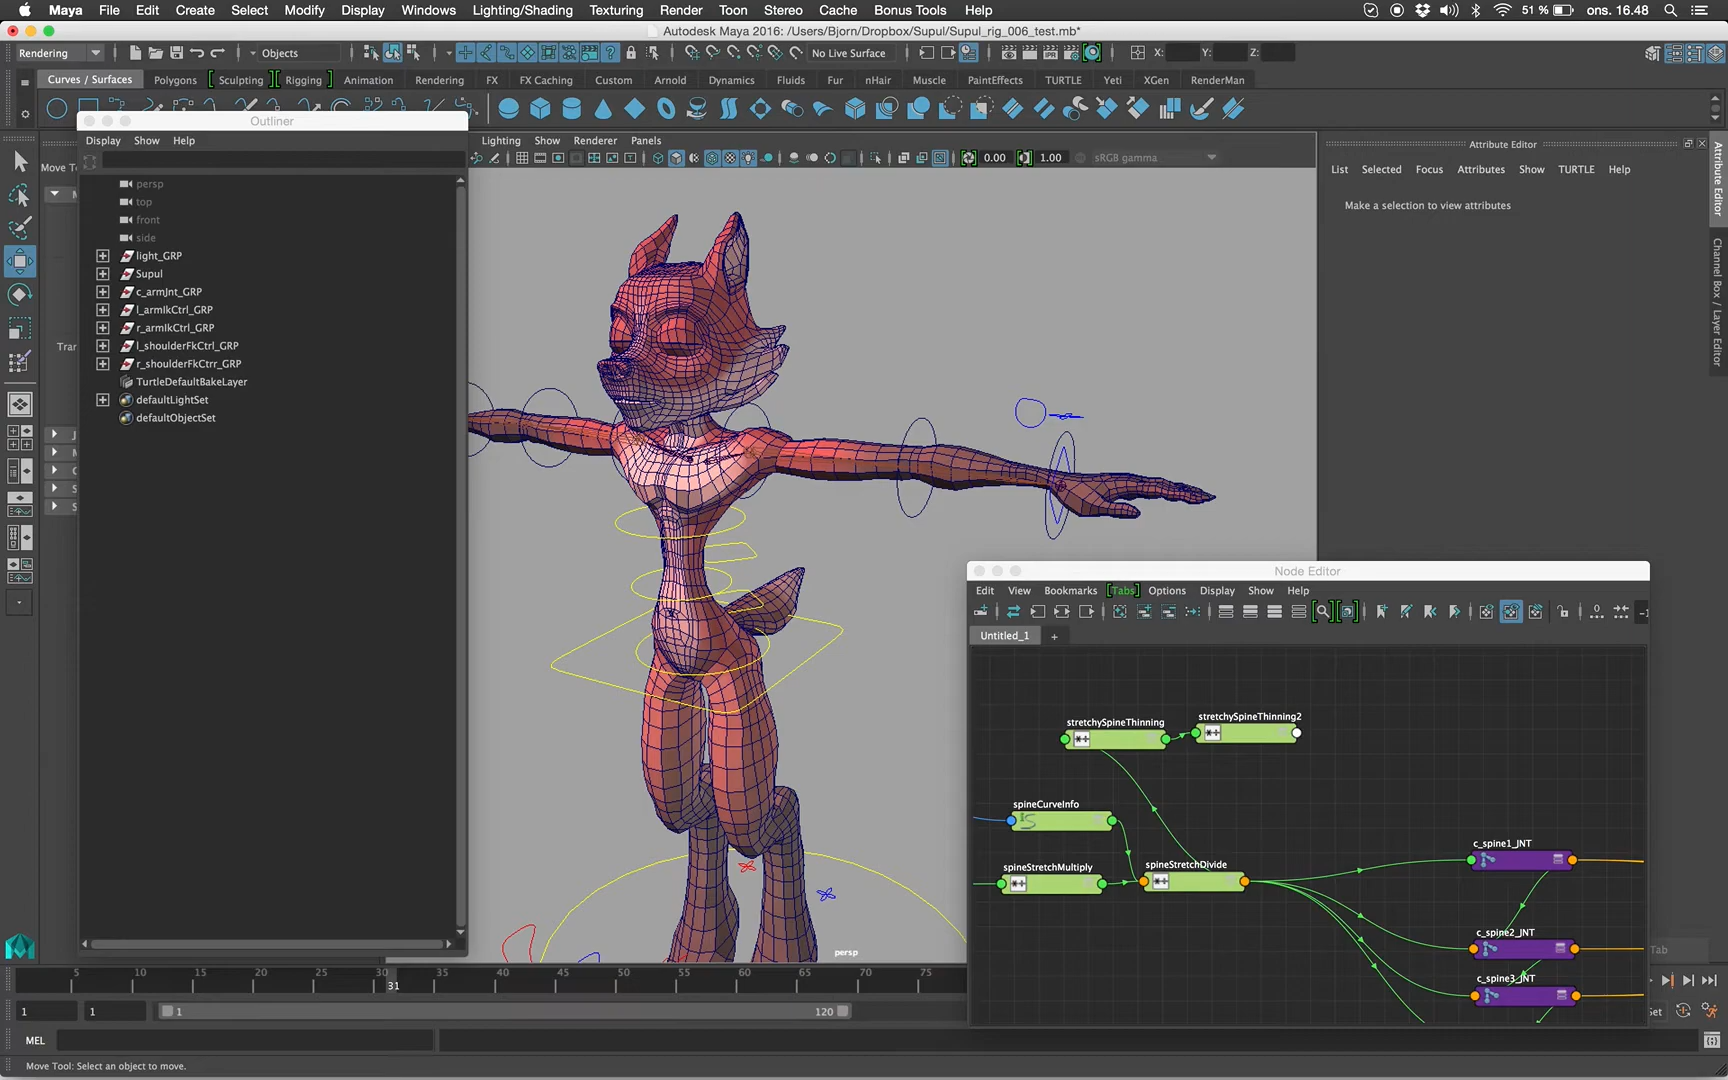 Maya File Edit Create Select Modify Display Windows Lighting/Shading Texturing Render Toon Stereo Cache Bonus Tools Help 51 % ons. 16.48
Autodesk Maya 2016: /Users/Bjorn/Dropbox/Supul/Supul_rig_006_test.mb*
Rendering Objects No Live Surface X: Y: Z:
Curves / Surfaces Polygons Sculpting Rigging Animation Rendering FX FX Caching Custom Arnold Dynamics Fluids Fur nHair Muscle PaintEffects TURTLE Yeti XGen RenderMan
Outliner
Display Show Help
Lighting Show Renderer Panels
0.00 1.00 sRGB gamma
Attribute Editor
List Selected Focus Attributes Show TURTLE Help
Make a selection to view attributes
Attribute Editor
Channel Box / Layer Editor
Move T
Tran
persp
top
front
side
light_GRP
Supul
c_armJnt_GRP
l_armIkCtrl_GRP
r_armIkCtrl_GRP
l_shoulderFkCtrl_GRP
r_shoulderFkCtrr_GRP
TurtleDefaultBakeLayer
defaultLightSet
defaultObjectSet
persp
Node Editor
Edit View Bookmarks Tabs Options Display Show Help
Untitled_1 +
stretchySpineThinning
stretchySpineThinning2
spineCurveInfo
spineStretchMultiply
spineStretchDivide
c_spine1_JNT
c_spine2_JNT
c_spine3_JNT
Tab
5 10 15 20 25 30 35 40 45 50 55 60 65 70 75
31
1 1 1 120
set
MEL
Move Tool: Select an object to move.